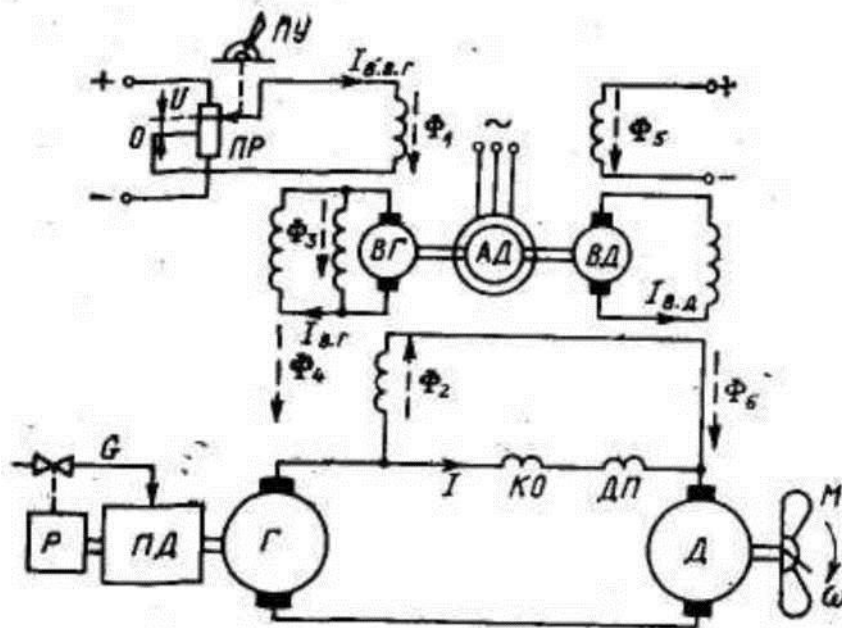 ПУ
I в.в.г
+
U
0
ПР
−
Ф1
~
+
Ф5
−
Ф3
ВГ
АД
ВД
I в.г
I в.д
Ф4
Ф2
Ф6
G
I
КО
ДП
М
Р
ПД
Г
Д
ω